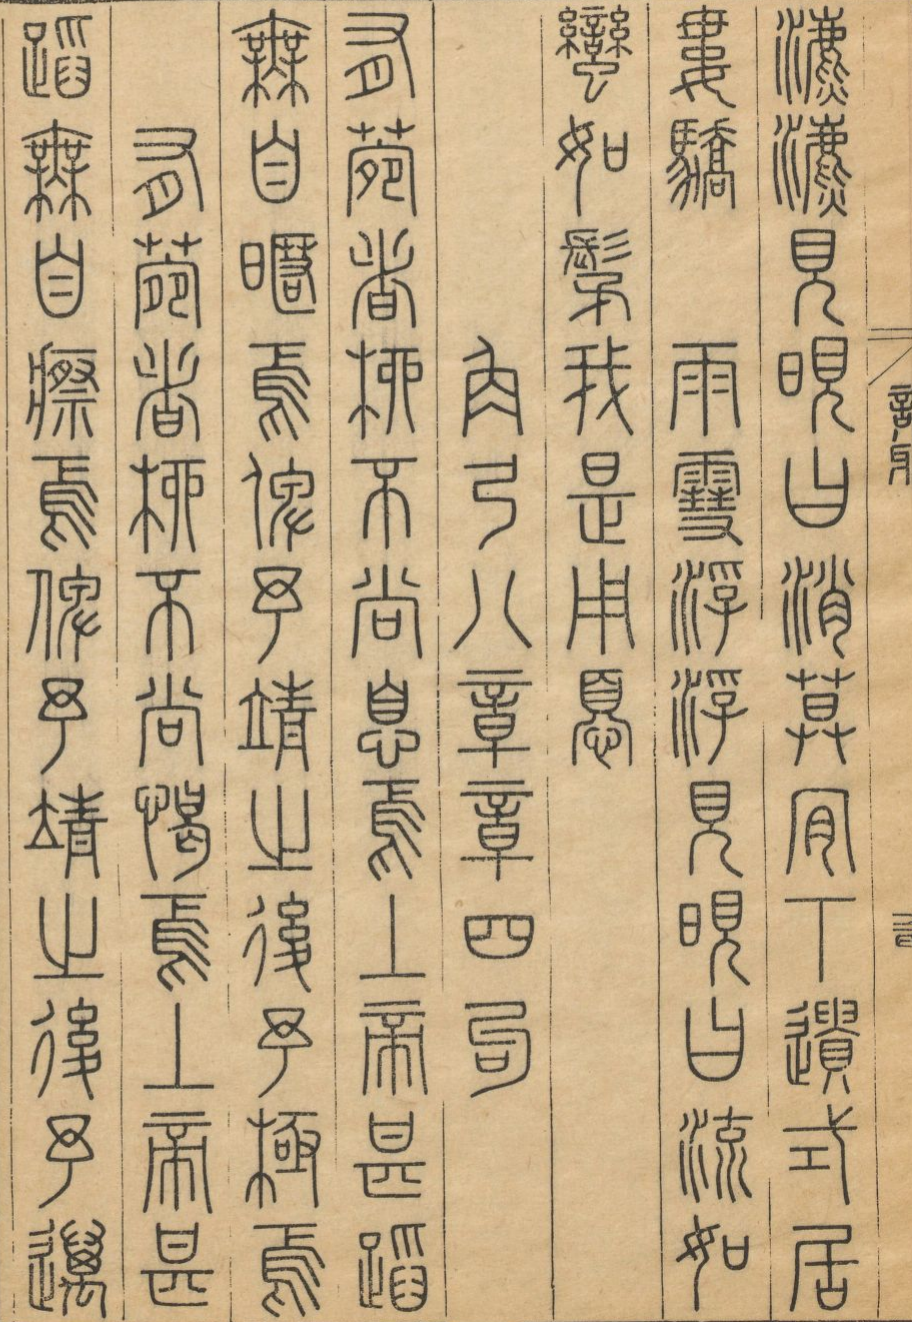 瀌瀌見晛曰消莫肯下遺式居
婁驕　雨雪浮浮見晛曰流如
蠻如髦我是用憂
角弓八章章四句
有菀者柳不尚息焉上帝甚蹈
無自暱焉俾予靖之後予極焉
有菀者柳不尚愒焉上帝甚
蹈無自瘵焉俾予靖之後予邁